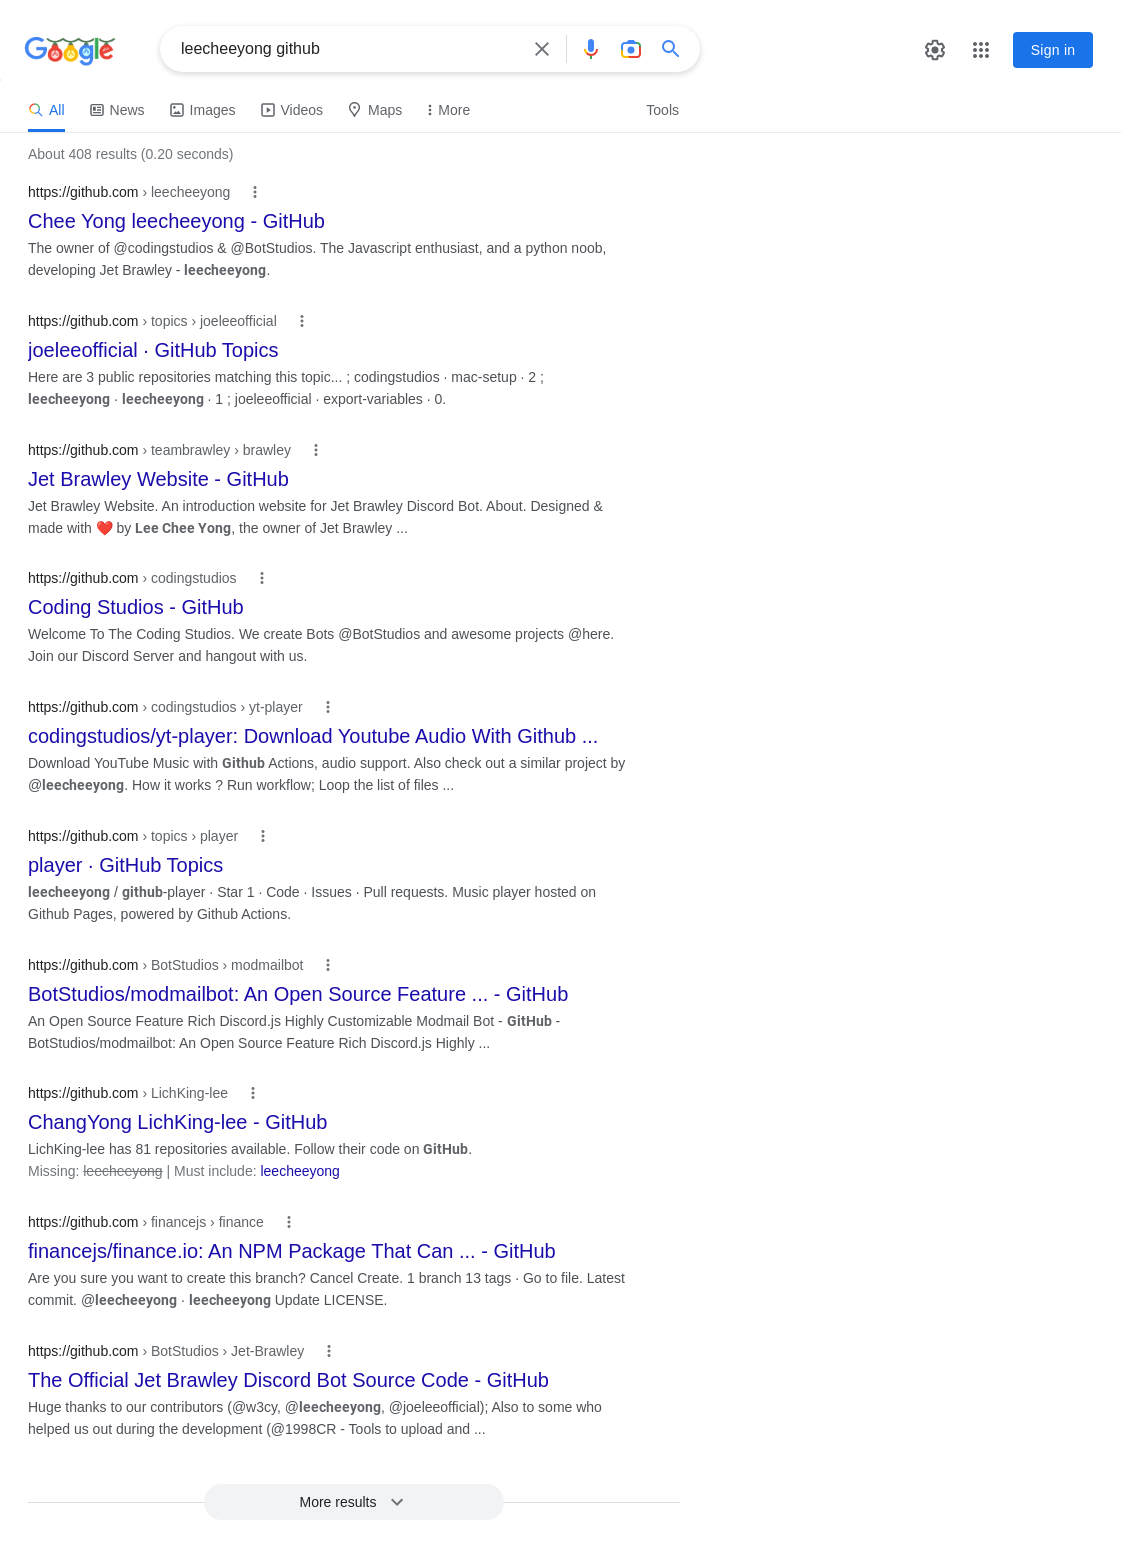 Google
leecheeyong github
Sign in
All News Images Videos Maps More Tools
About 408 results (0.20 seconds)
https://github.com › leecheeyong
Chee Yong leecheeyong - GitHub
The owner of @codingstudios & @BotStudios. The Javascript enthusiast, and a python noob,
developing Jet Brawley - leecheeyong.
https://github.com › topics › joeleeofficial
joeleeofficial · GitHub Topics
Here are 3 public repositories matching this topic... ; codingstudios · mac-setup · 2 ;
leecheeyong · leecheeyong · 1 ; joeleeofficial · export-variables · 0.
https://github.com › teambrawley › brawley
Jet Brawley Website - GitHub
Jet Brawley Website. An introduction website for Jet Brawley Discord Bot. About. Designed &
made with ❤️ by Lee Chee Yong, the owner of Jet Brawley ...
https://github.com › codingstudios
Coding Studios - GitHub
Welcome To The Coding Studios. We create Bots @BotStudios and awesome projects @here.
Join our Discord Server and hangout with us.
https://github.com › codingstudios › yt-player
codingstudios/yt-player: Download Youtube Audio With Github ...
Download YouTube Music with Github Actions, audio support. Also check out a similar project by
@leecheeyong. How it works ? Run workflow; Loop the list of files ...
https://github.com › topics › player
player · GitHub Topics
leecheeyong / github-player · Star 1 · Code · Issues · Pull requests. Music player hosted on
Github Pages, powered by Github Actions.
https://github.com › BotStudios › modmailbot
BotStudios/modmailbot: An Open Source Feature ... - GitHub
An Open Source Feature Rich Discord.js Highly Customizable Modmail Bot - GitHub -
BotStudios/modmailbot: An Open Source Feature Rich Discord.js Highly ...
https://github.com › LichKing-lee
ChangYong LichKing-lee - GitHub
LichKing-lee has 81 repositories available. Follow their code on GitHub.
Missing: leecheeyong | Must include: leecheeyong
https://github.com › financejs › finance
financejs/finance.io: An NPM Package That Can ... - GitHub
Are you sure you want to create this branch? Cancel Create. 1 branch 13 tags · Go to file. Latest
commit. @leecheeyong · leecheeyong Update LICENSE.
https://github.com › BotStudios › Jet-Brawley
The Official Jet Brawley Discord Bot Source Code - GitHub
Huge thanks to our contributors (@w3cy, @leecheeyong, @joeleeofficial); Also to some who
helped us out during the development (@1998CR - Tools to upload and ...
More results